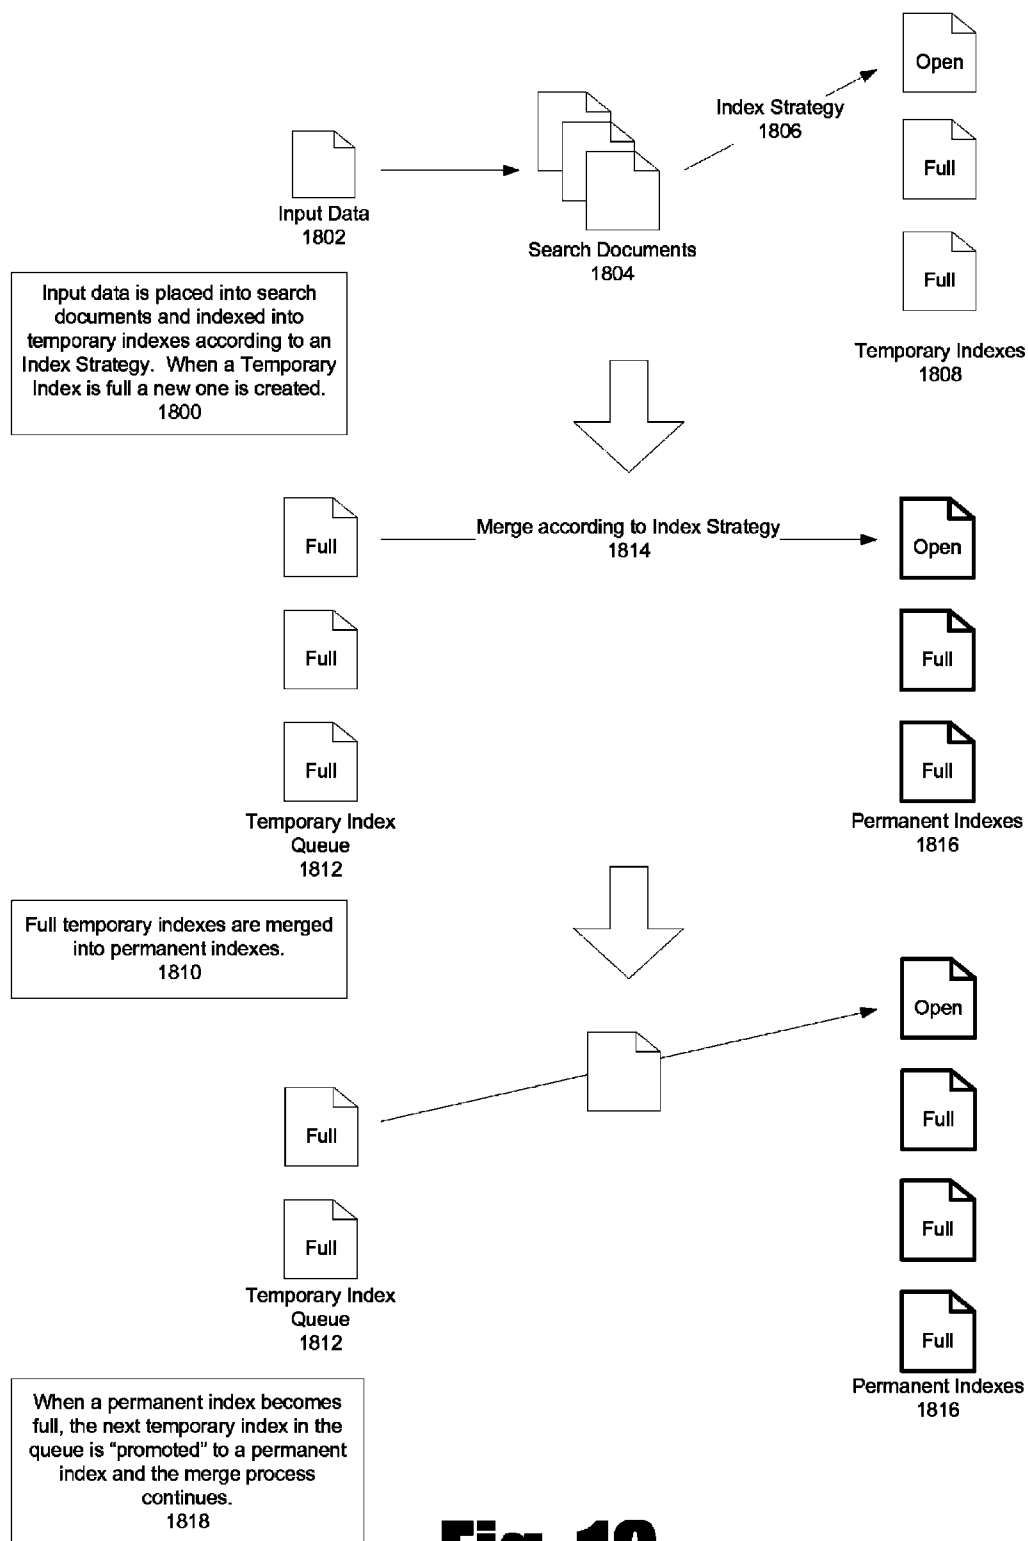 Open
Index Strategy
1806
Full
Input Data
1802
Search Documents
1804
Full
Input data is placed into search
documents and indexed into
temporary indexes according to an
Index Strategy. When a Temporary
Index is full a new one is created.
1800
Temporary Indexes
1808
Full
Merge according to Index Strategy
1814
Open
Full
Full
Full
Full
Temporary Index
Queue
1812
Permanent Indexes
1816
Full temporary indexes are merged
into permanent indexes.
1810
Open
Full
Full
Full
Full
Temporary Index
Queue
1812
Full
Permanent Indexes
1816
When a permanent index becomes
full, the next temporary index in the
queue is "promoted" to a permanent
index and the merge process
continues.
1818